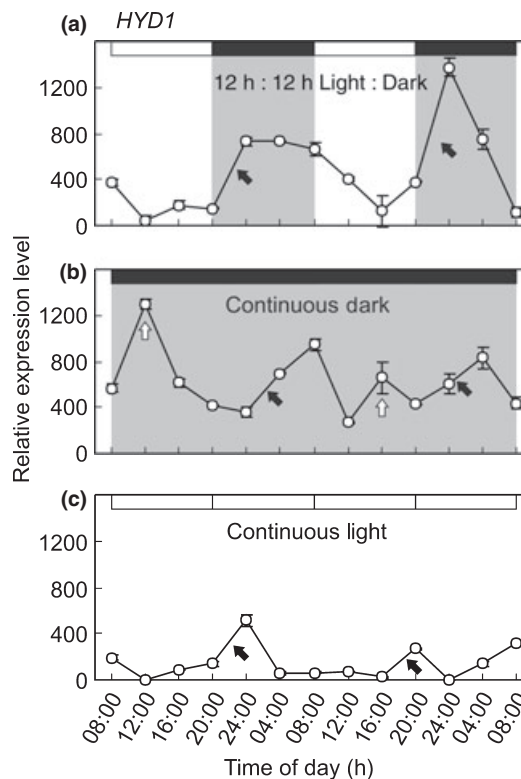 HYD1
(a)
12 h : 12 h Light : Dark
1200
800
400
0
(b)
Continuous dark
1200
800
400
0
(c)
Continuous light
1200
800
400
0
Relative expression level
08:00 12:00 16:00 20:00 24:00 04:00 08:00 12:00 16:00 20:00 24:00 04:00 08:00
Time of day (h)